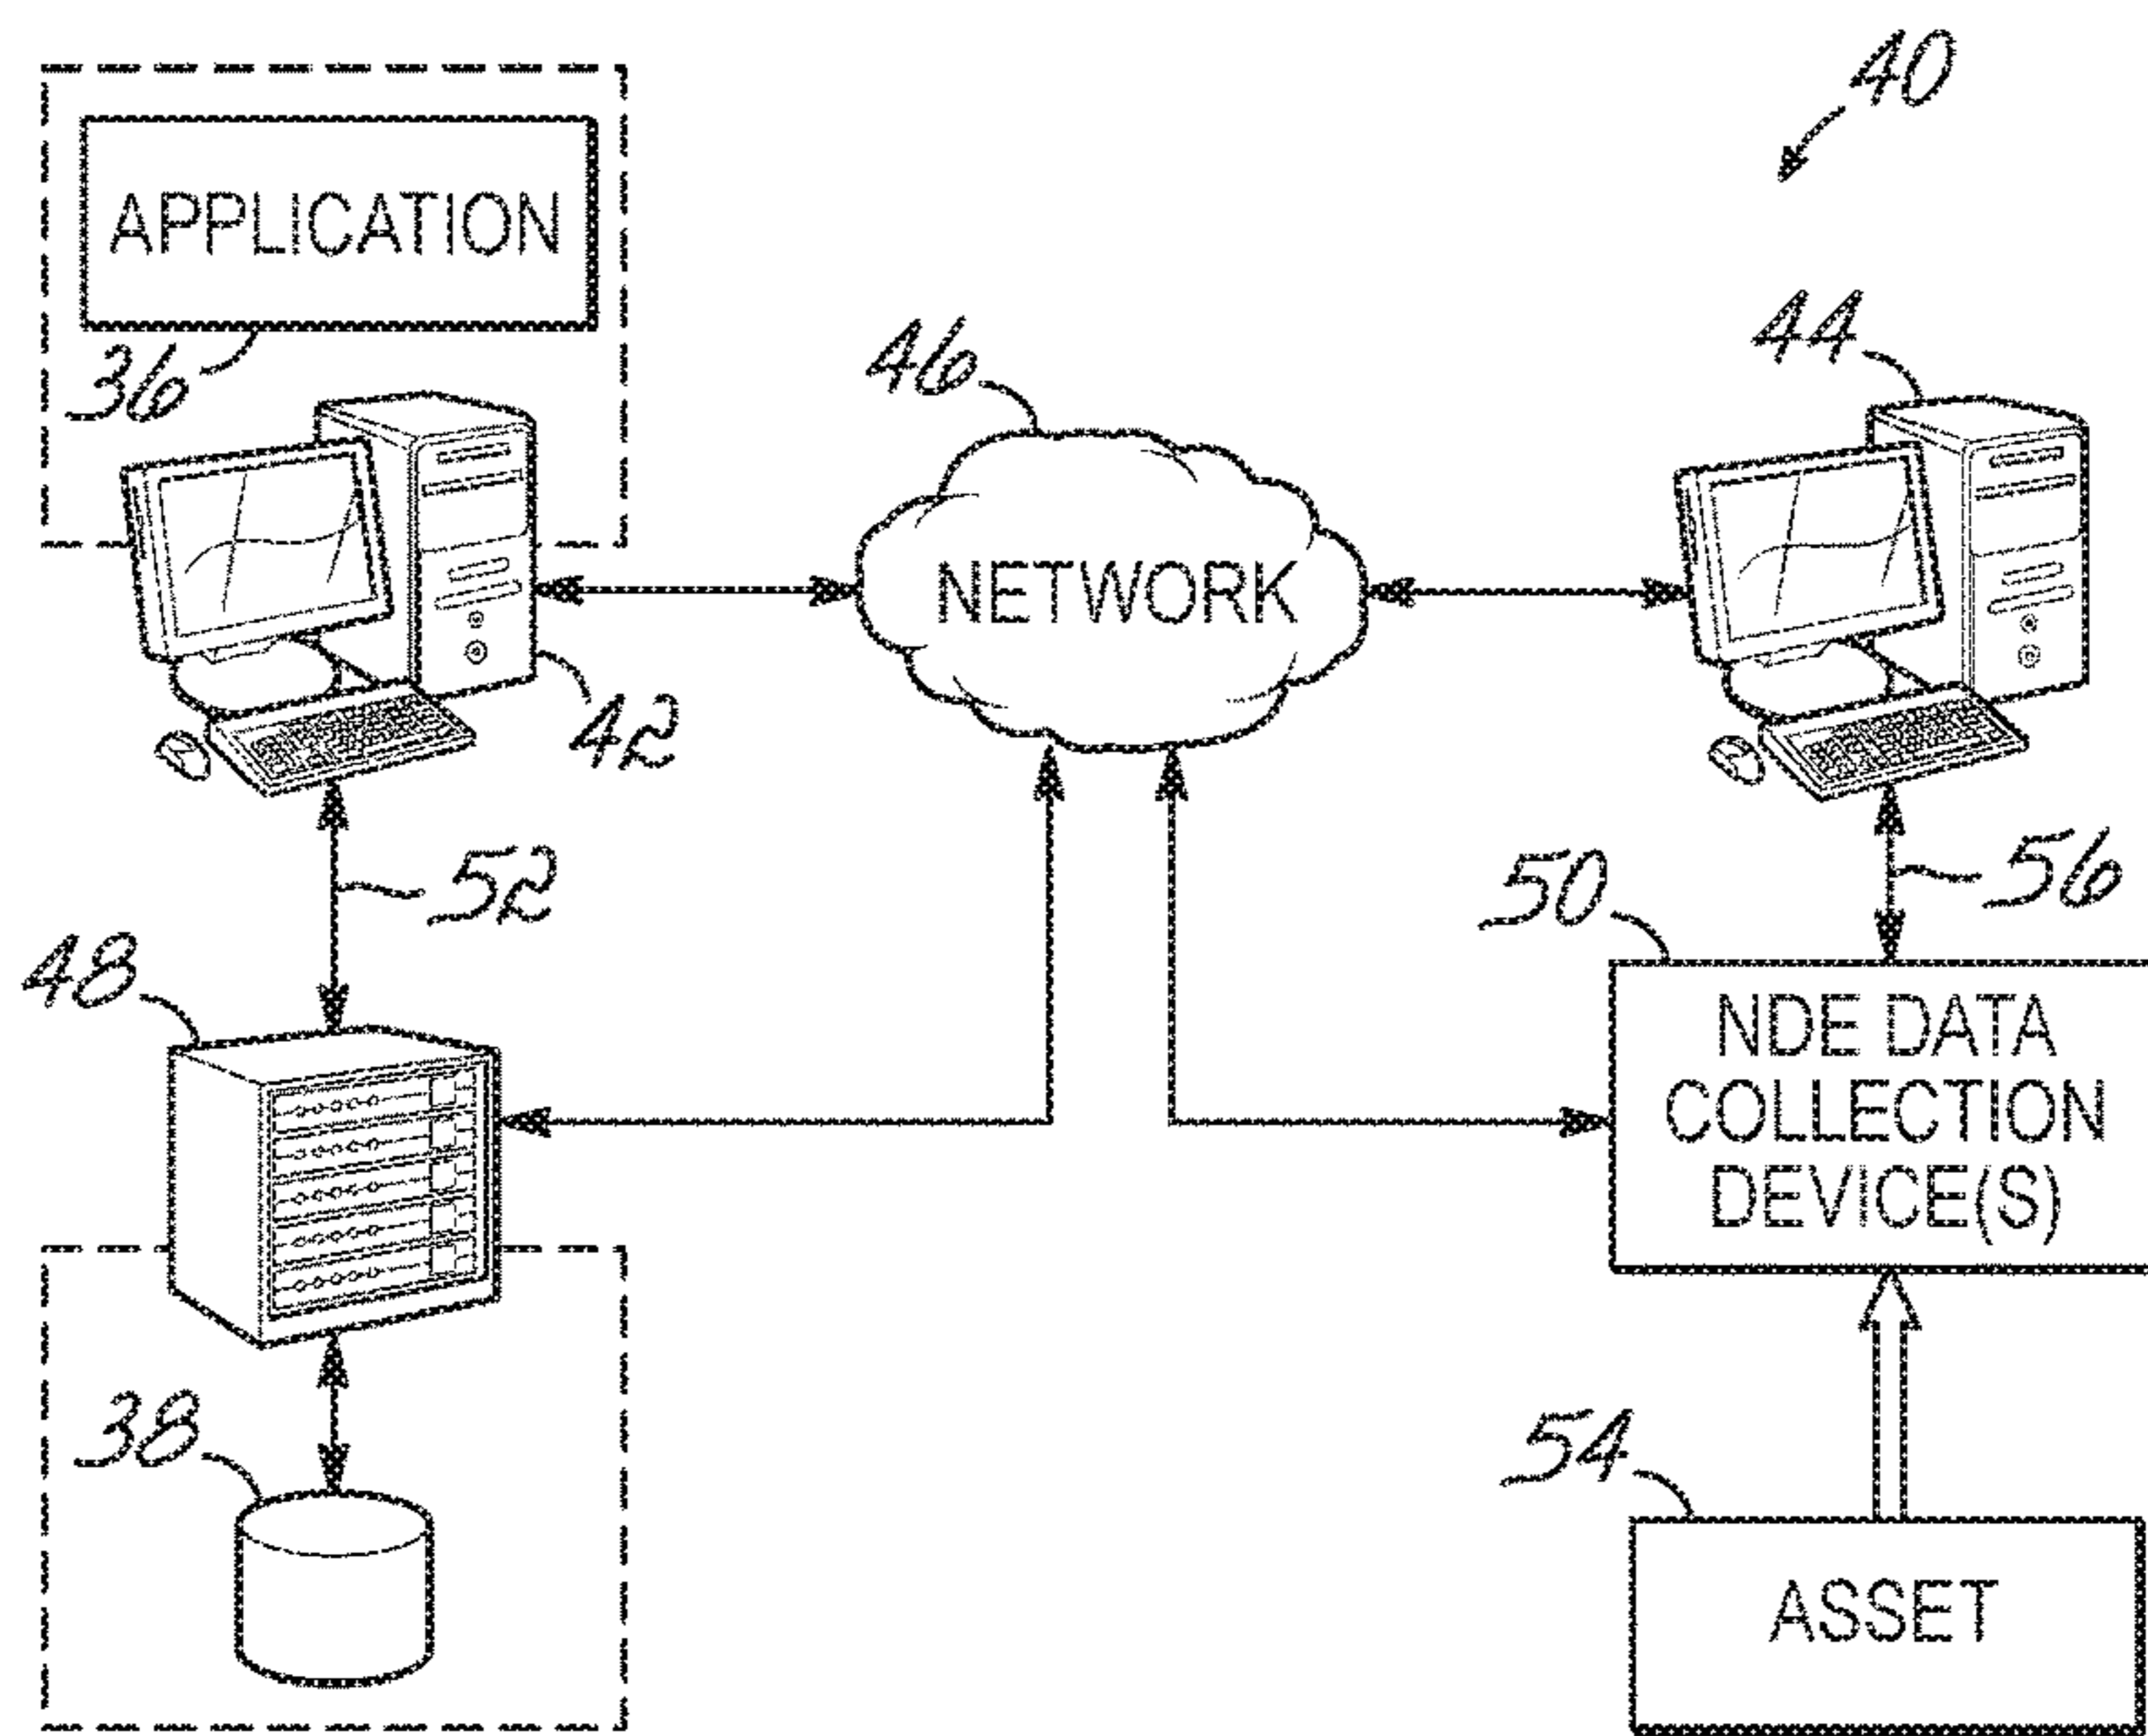 40
APPLICATION
36
46
44
NETWORK
42
52
56
50
48
NDE DATA
COLLECTION
DEVICE(S)
38
54
ASSET